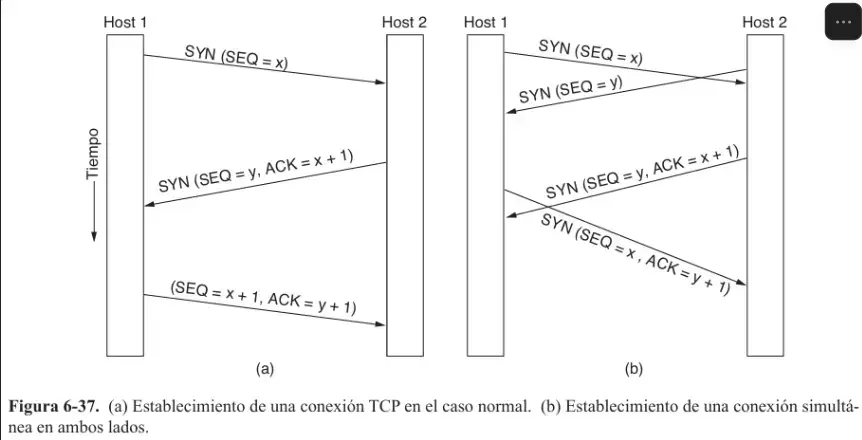 Host 1
Host 2
SYN (SEQ = x)
SYN (SEQ = y, ACK = x + 1)
(SEQ = x + 1, ACK = y + 1)
Tiempo
(a)
Host 1
Host 2
SYN (SEQ = x)
SYN (SEQ = y)
SYN (SEQ = y, ACK = x + 1)
SYN (SEQ = x , ACK = y + 1)
(b)
Figura 6-37. (a) Establecimiento de una conexión TCP en el caso normal. (b) Establecimiento de una conexión simultá-
nea en ambos lados.